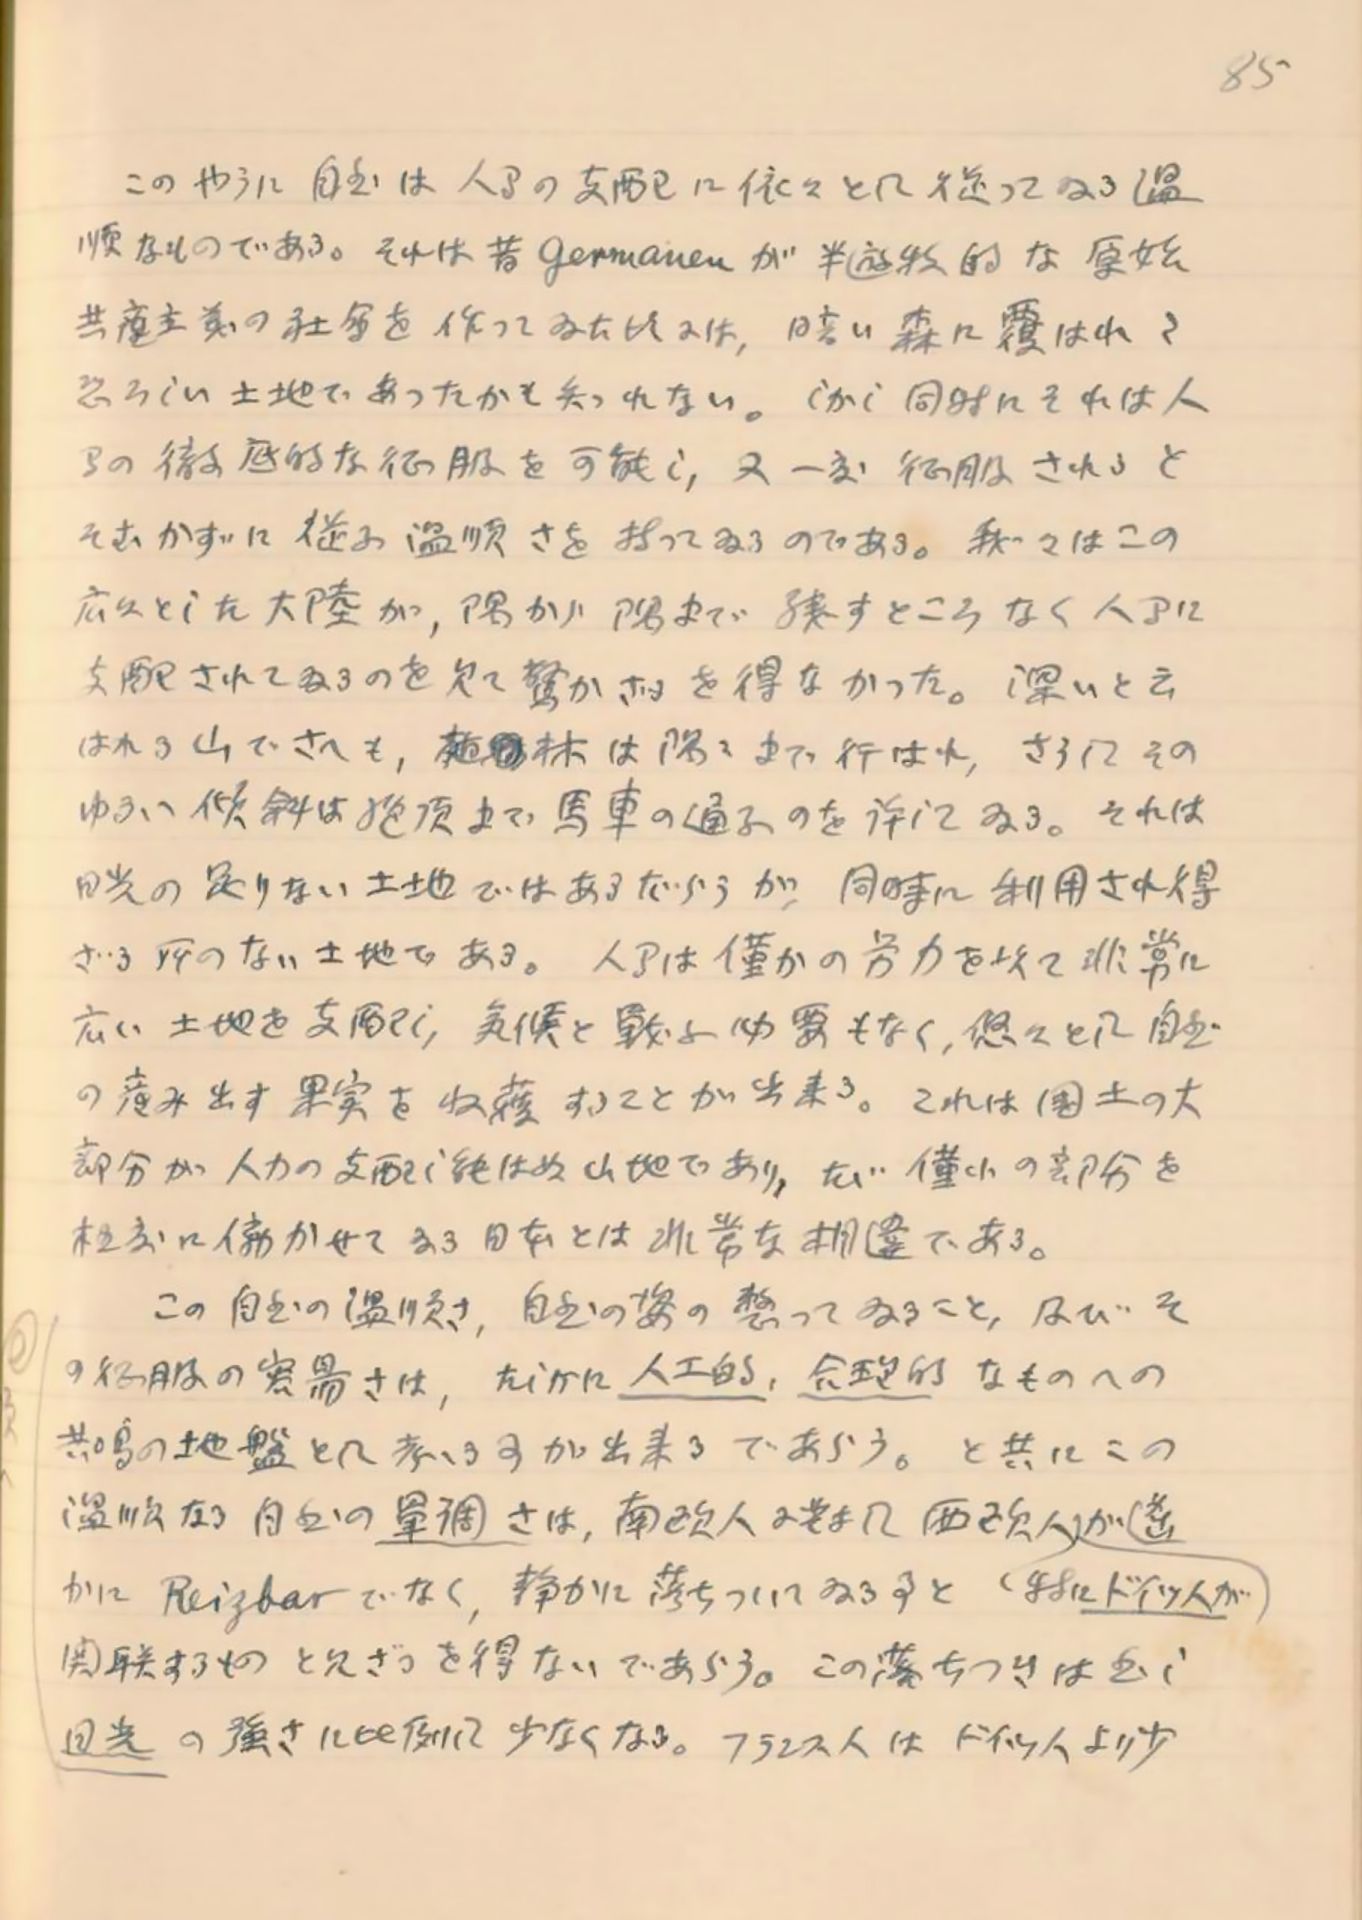 85
このやうに自然は人間の支配に依々として従ってゐる温
順なものである。それは昔Germanenが半遊牧的な原始
共産主義の社会を作ってゐた頃には, 暗い森に覆はれて
恐ろしい土地であったかも知れない。しかし同時にそれは人
間の徹底的な征服を可能し, 又一度征服されると
そむかずに従ふ温順さを持ってゐるのである。我々はこの
広々とした大陸が, 隅から隅まで残すところなく人間に
支配されてゐるのを見て驚かざるを得なかった。深いと云
はれる山でさへも, 植林は隅々まで行はれ, さうしてその
ゆるい傾斜は絶頂まで馬車の通ふのを許してゐる。それは
日光の足りない土地ではあるだらうが, 同時に利用され得
ざる所のない土地である。人間は僅かの労力を以て非常に
広い土地を支配し, 気候と戦ふ必要もなく, 悠々として自然
の産み出す果実を収穫することが出来る。これは国土の大
部分が人力の支配し能はぬ山地であり, たゞ僅少の部分を
極度に働かせてゐる日本とは非常な相違である。
この自然の温順さ, 自然の姿の整ってゐること, 及びそ
の征服の容易さは, たしかに人工的, 合理的なものへの
共鳴の地盤として考へる事が出来るであらう。と共にこの
温順なる自然の単調さは, 南欧人に比して西欧人が遙
かにReizbarでなく, 静かに落ちついてゐる事と(特にドイツ人が)
関聯するものと見ざるを得ないであらう。この落ちつきは然し
日光の強さに比例して少なくなる。フランス人はドイツ人より少